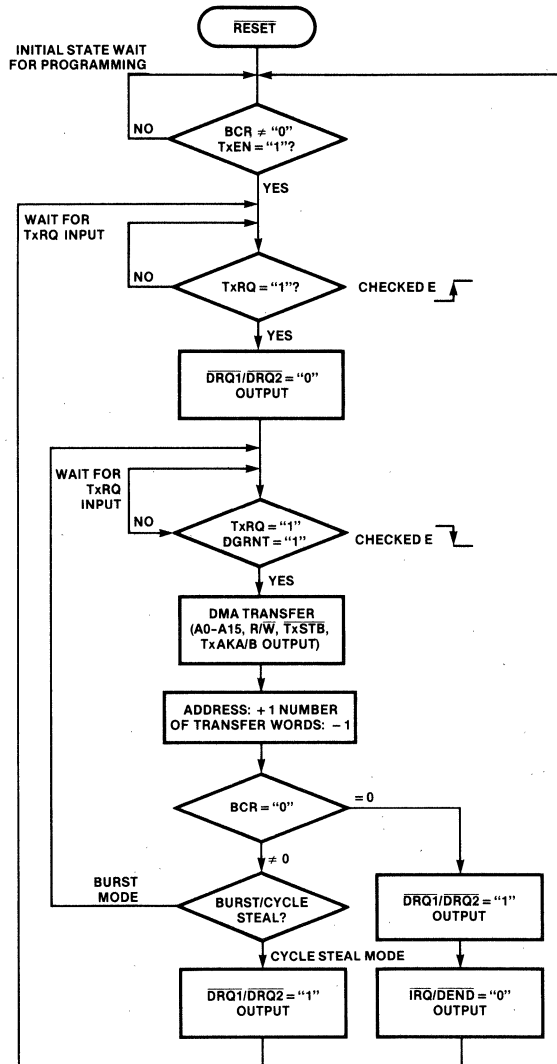 RESET
INITIAL STATE WAIT
FOR PROGRAMMING
NO
BCR ≠ “0”
TxEN = “1”?
YES
WAIT FOR
TxRQ INPUT
NO
TxRQ = “1”?
CHECKED E
YES
DRQ1/DRQ2 = “0”
OUTPUT
WAIT FOR
TxRQ
INPUT
NO
TxRQ = “1”
DGRNT = “1”
CHECKED E
YES
DMA TRANSFER
(A0–A15, R/W, TxSTB,
TxAKA/B OUTPUT)
ADDRESS: + 1 NUMBER
OF TRANSFER WORDS: – 1
BCR = “0”
= 0
≠ 0
BURST
MODE
BURST/CYCLE
STEAL?
DRQ1/DRQ2 = “1”
OUTPUT
CYCLE STEAL MODE
DRQ1/DRQ2 = “1”
OUTPUT
IRQ/DEND = “0”
OUTPUT